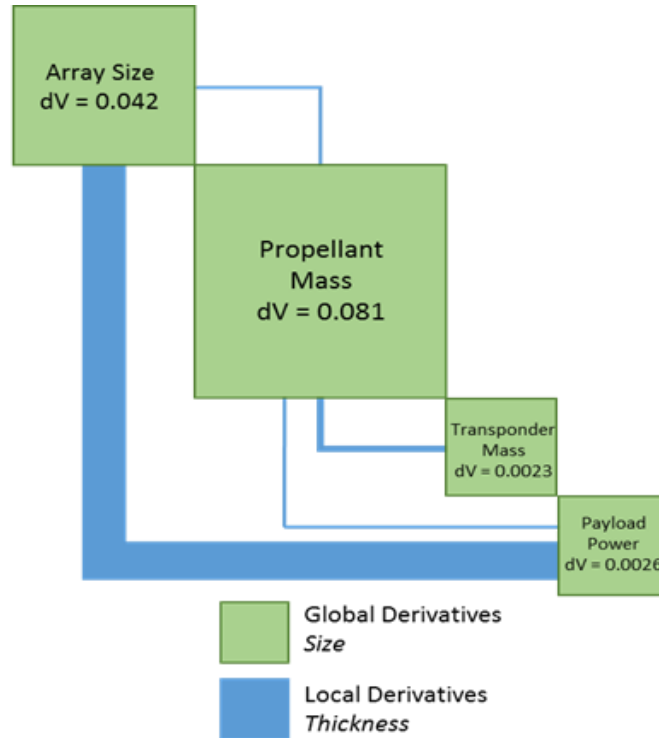 Array Size
dV = 0.042
Propellant
Mass
dV = 0.081
Transponder
Mass
dV = 0.0023
Payload
Power
dV = 0.0026
Global Derivatives
Size
Local Derivatives
Thickness